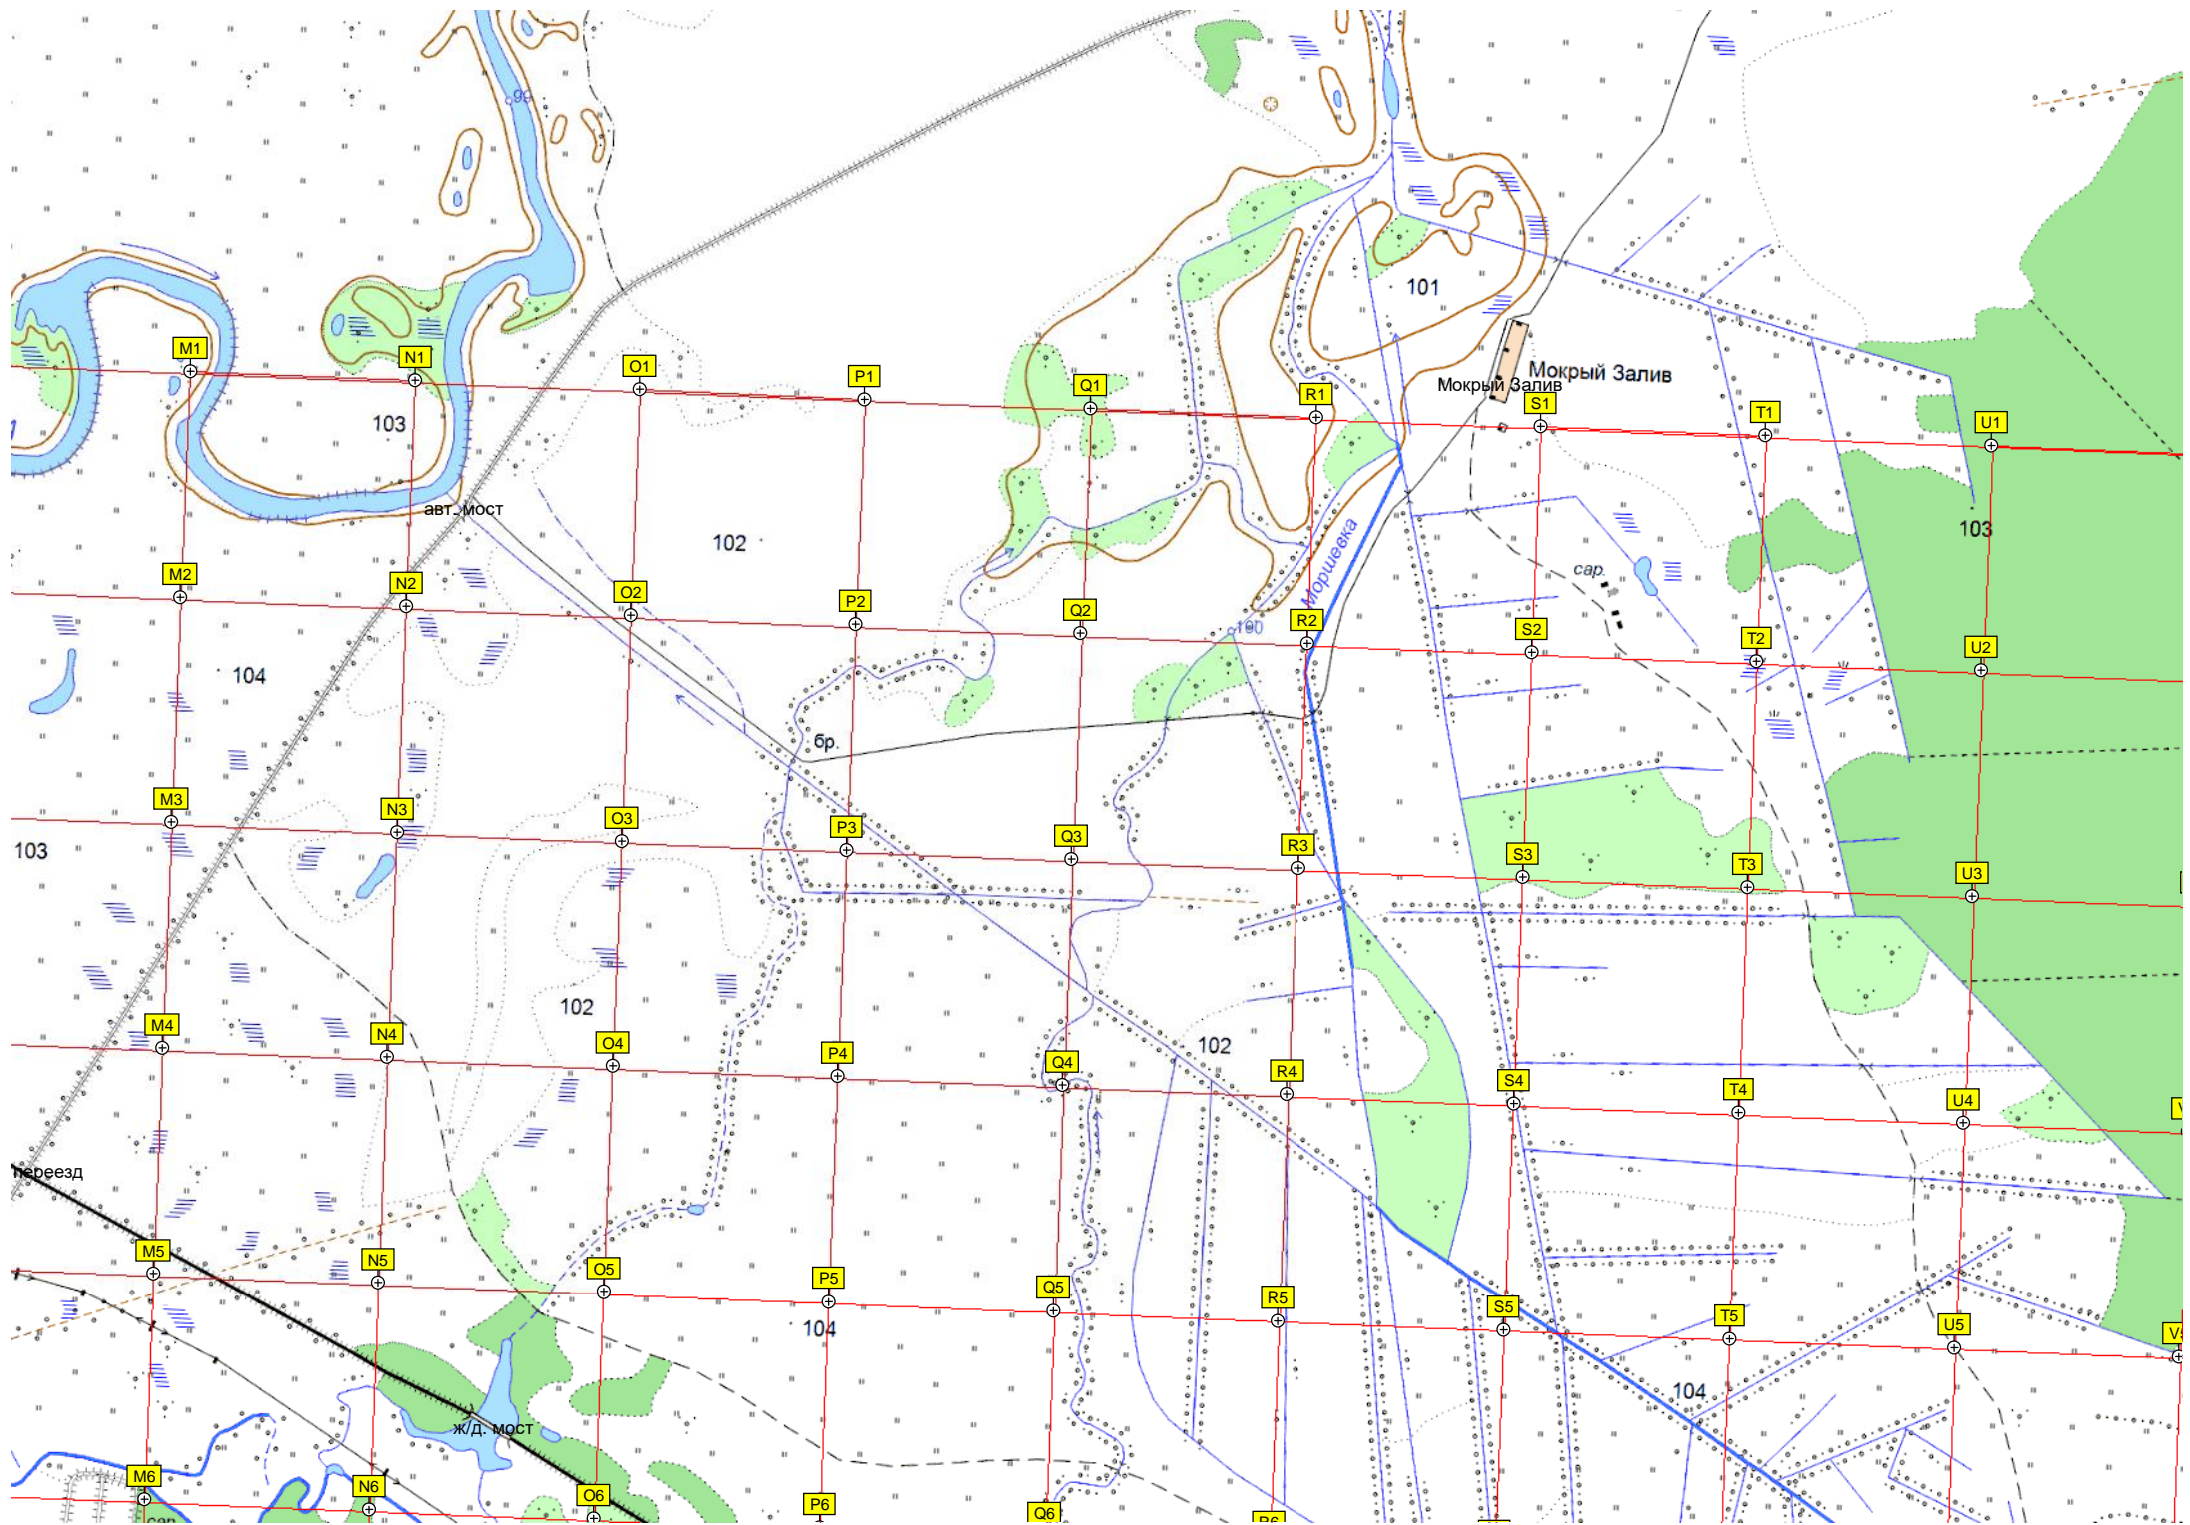 99
101
Мокрый Залив
Мокрый Залив
M1
N1
O1
P1
Q1
R1
S1
T1
U1
103
авт. мост
102
103
Моршевка
сар.
M2
N2
O2
P2
Q2
R2
S2
T2
U2
190
104
бр.
M3
N3
O3
P3
Q3
R3
S3
T3
U3
103
102
102
M4
N4
O4
P4
Q4
R4
S4
T4
U4
переезд
M5
N5
O5
P5
Q5
R5
S5
T5
U5
104
104
ж/д. мост
M6
N6
O6
P6
Q6
сар.